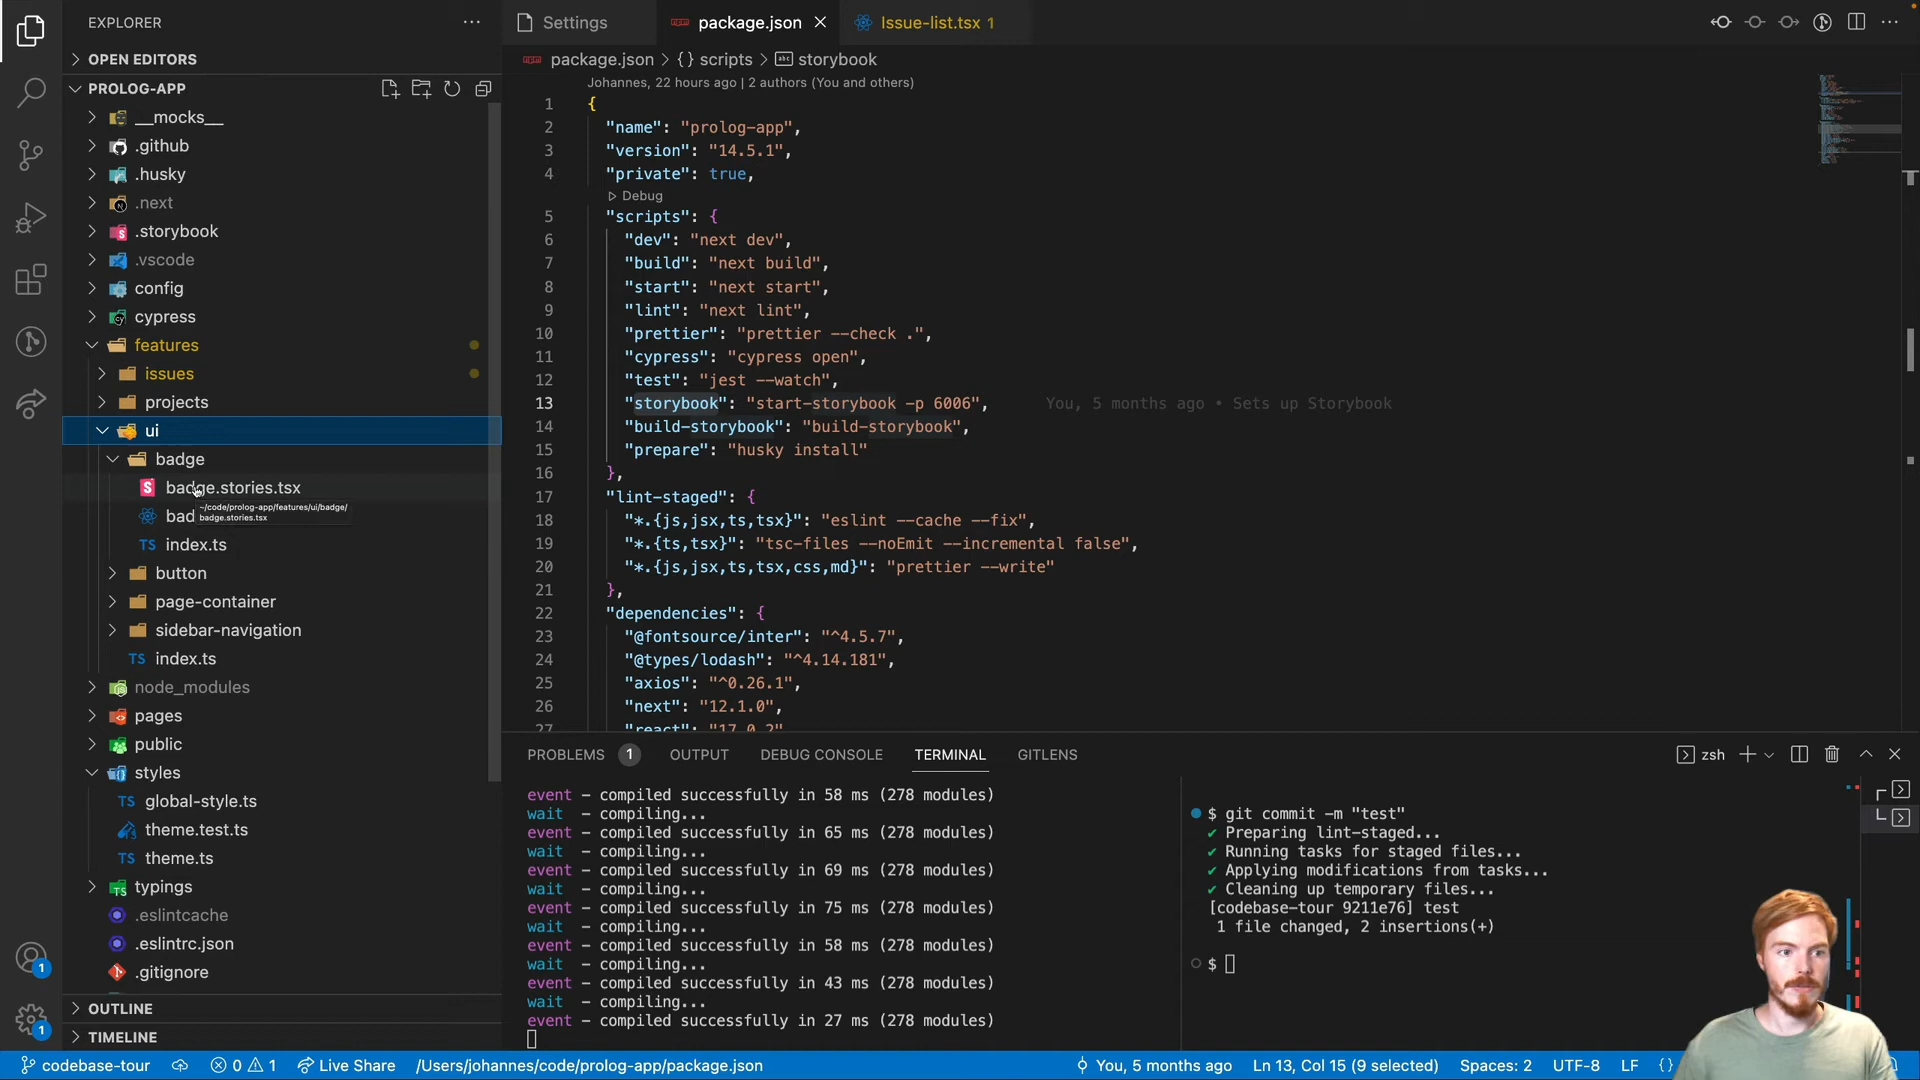 EXPLORER
OPEN EDITORS
PROLOG-APP
__mocks__
.github
.husky
.next
.storybook
.vscode
config
cypress
features
issues
projects
ui
badge
badge.stories.tsx
bad
~/code/prolog-app/features/ui/badge/
badge.stories.tsx
index.ts
button
page-container
sidebar-navigation
index.ts
node_modules
pages
public
styles
global-style.ts
theme.test.ts
theme.ts
typings
.eslintcache
.eslintrc.json
.gitignore
OUTLINE
TIMELINE
Settings
package.json
Issue-list.tsx 1
package.json > {} scripts > abc storybook
Johannes, 22 hours ago | 2 authors (You and others)
1 {
2 "name": "prolog-app",
3 "version": "14.5.1",
4 "private": true,
Debug
5 "scripts": {
6 "dev": "next dev",
7 "build": "next build",
8 "start": "next start",
9 "lint": "next lint",
10 "prettier": "prettier --check .",
11 "cypress": "cypress open",
12 "test": "jest --watch",
13 "storybook": "start-storybook -p 6006", You, 5 months ago • Sets up Storybook
14 "build-storybook": "build-storybook",
15 "prepare": "husky install"
16 },
17 "lint-staged": {
18 "*.{js,jsx,ts,tsx}": "eslint --cache --fix",
19 "*.{ts,tsx}": "tsc-files --noEmit --incremental false",
20 "*.{js,jsx,ts,tsx,css,md}": "prettier --write"
21 },
22 "dependencies": {
23 "@fontsource/inter": "^4.5.7",
24 "@types/lodash": "^4.14.181",
25 "axios": "^0.26.1",
26 "next": "12.1.0",
27 "react": "17.0.2"
PROBLEMS 1 OUTPUT DEBUG CONSOLE TERMINAL GITLENS
zsh
event - compiled successfully in 58 ms (278 modules)
wait - compiling...
event - compiled successfully in 65 ms (278 modules)
wait - compiling...
event - compiled successfully in 69 ms (278 modules)
wait - compiling...
event - compiled successfully in 75 ms (278 modules)
wait - compiling...
event - compiled successfully in 58 ms (278 modules)
wait - compiling...
event - compiled successfully in 43 ms (278 modules)
wait - compiling...
event - compiled successfully in 27 ms (278 modules)
$ git commit -m "test"
✔ Preparing lint-staged...
✔ Running tasks for staged files...
✔ Applying modifications from tasks...
✔ Cleaning up temporary files...
[codebase-tour 9211e76] test
1 file changed, 2 insertions(+)
$
1
1
codebase-tour 0 1 Live Share /Users/johannes/code/prolog-app/package.json You, 5 months ago Ln 13, Col 15 (9 selected) Spaces: 2 UTF-8 LF {}